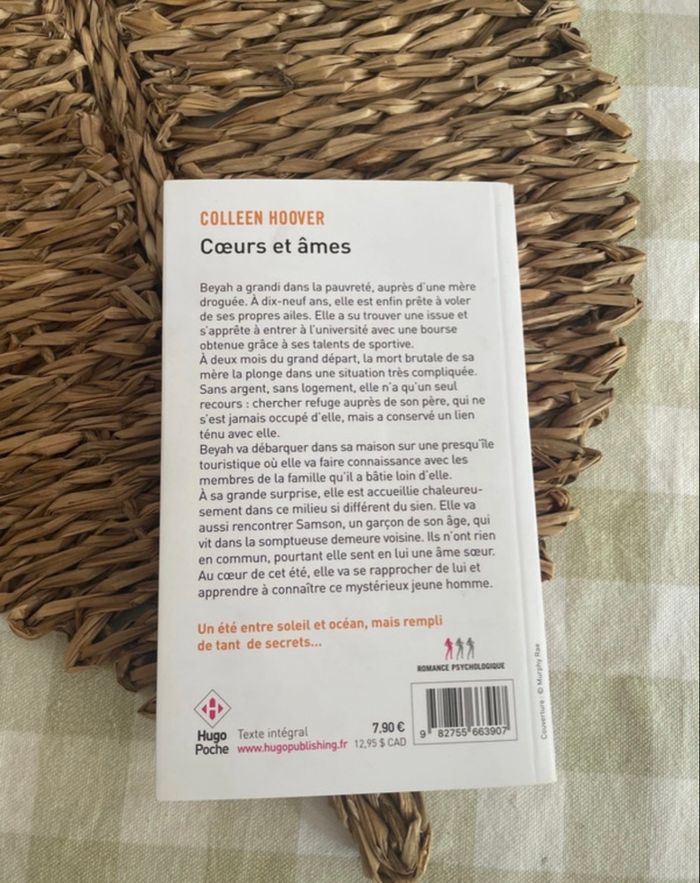 COLLEEN HOOVER
Cœurs et âmes
Beyah a grandi dans la pauvreté, auprès d'une mère
droguée. À dix-neuf ans, elle est enfin prête à voler
de ses propres ailes. Elle a su trouver une issue et
s'apprête à entrer à l'université avec une bourse
obtenue grâce à ses talents de sportive.
À deux mois du grand départ, la mort brutale de sa
mère la plonge dans une situation très compliquée.
Sans argent, sans logement, elle n'a qu'un seul
recours : chercher refuge auprès de son père, qui ne
s'est jamais occupé d'elle, mais a conservé un lien
ténu avec elle.
Beyah va débarquer dans sa maison sur une presqu'île
touristique où elle va faire connaissance avec les
membres de la famille qu'il a bâtie loin d'elle.
À sa grande surprise, elle est accueillie chaleureu-
sement dans ce milieu si différent du sien. Elle va
aussi rencontrer Samson, un garçon de son âge, qui
vit dans la somptueuse demeure voisine. Ils n'ont rien
en commun, pourtant elle sent en lui une âme sœur.
Au cœur de cet été, elle va se rapprocher de lui et
apprendre à connaître ce mystérieux jeune homme.
Un été entre soleil et océan, mais rempli
de tant de secrets...
ROMANCE PSYCHOLOGIQUE
Hugo
Poche
Texte intégral
www.hugopublishing.fr
7,90 €
12,95 $ CAD
9 782755 663907
Couverture : © Murphy Rae